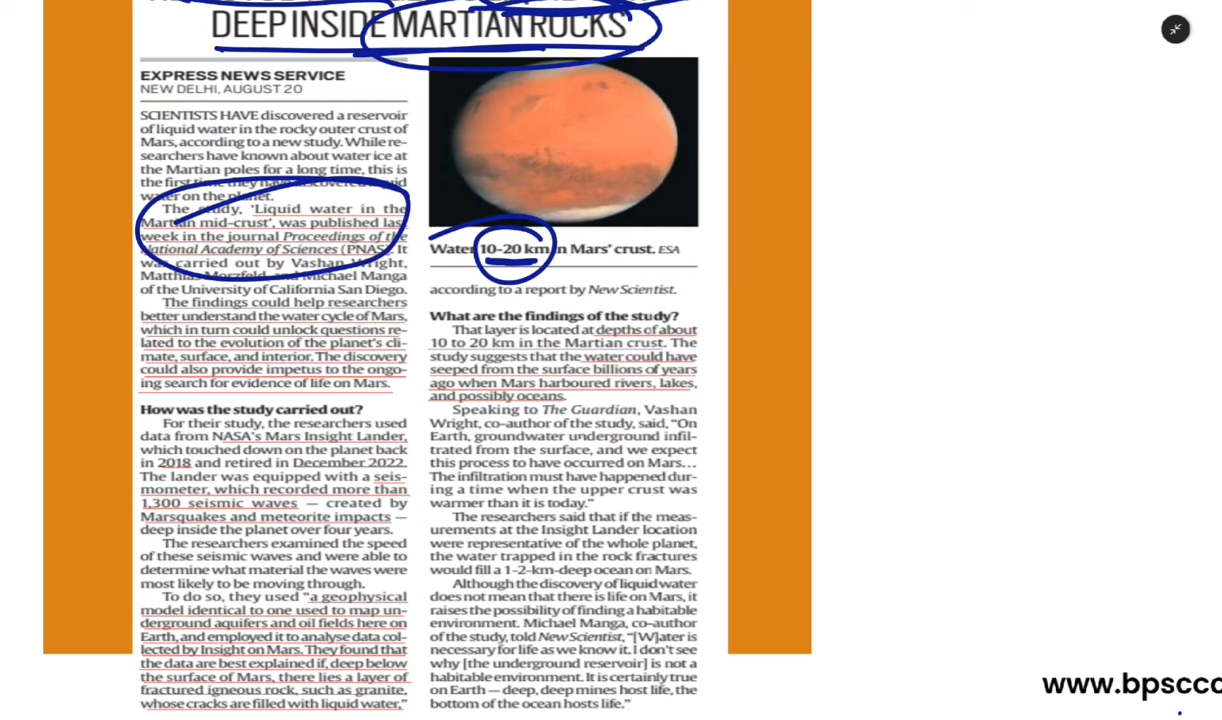 DEEP INSIDE MARTIAN ROCKS
EXPRESS NEWS SERVICE
NEW DELHI, AUGUST 20
SCIENTISTS HAVE discovered a reservoir
of liquid water in the rocky outer crust of
Mars, according to a new study. While re-
searchers have known about water ice at
the Martian poles for a long time, this is
the first time they have discovered liquid
water on the planet.
The study, 'Liquid water in the
Martian mid-crust', was published last
week in the journal Proceedings of the
National Academy of Sciences (PNAS). It
was carried out by Vashan Wright,
Matthias Morzfeld, and Michael Manga
of the University of California San Diego.
The findings could help researchers
better understand the water cycle of Mars,
which in turn could unlock questions re-
lated to the evolution of the planet's cli-
mate, surface, and interior. The discovery
could also provide impetus to the ongo-
ing search for evidence of life on Mars.
How was the study carried out?
For their study, the researchers used
data from NASA's Mars Insight Lander,
which touched down on the planet back
in 2018 and retired in December 2022.
The lander was equipped with a seis-
mometer, which recorded more than
1,300 seismic waves — created by
Marsquakes and meteorite impacts —
deep inside the planet over four years.
The researchers examined the speed
of these seismic waves and were able to
determine what material the waves were
most likely to be moving through.
To do so, they used "a geophysical
model identical to one used to map un-
derground aquifers and oil fields here on
Earth, and employed it to analyse data col-
lected by Insight on Mars. They found that
the data are best explained if, deep below
the surface of Mars, there lies a layer of
fractured igneous rock, such as granite,
whose cracks are filled with liquid water,"
Water 10-20 km in Mars' crust. ESA
according to a report by New Scientist.
What are the findings of the study?
That layer is located at depths of about
10 to 20 km in the Martian crust. The
study suggests that the water could have
seeped from the surface billions of years
ago when Mars harboured rivers, lakes,
and possibly oceans.
Speaking to The Guardian, Vashan
Wright, co-author of the study, said, "On
Earth, groundwater underground infil-
trated from the surface, and we expect
this process to have occurred on Mars…
The infiltration must have happened dur-
ing a time when the upper crust was
warmer than it is today."
The researchers said that if the meas-
urements at the Insight Lander location
were representative of the whole planet,
the water trapped in the rock fractures
would fill a 1-2-km-deep ocean on Mars.
Although the discovery of liquid water
does not mean that there is life on Mars, it
raises the possibility of finding a habitable
environment. Michael Manga, co-author
of the study, told New Scientist, "[W]ater is
necessary for life as we know it. I don't see
why [the underground reservoir] is not a
habitable environment. It is certainly true
on Earth — deep, deep mines host life, the
bottom of the ocean hosts life."
www.bpscc